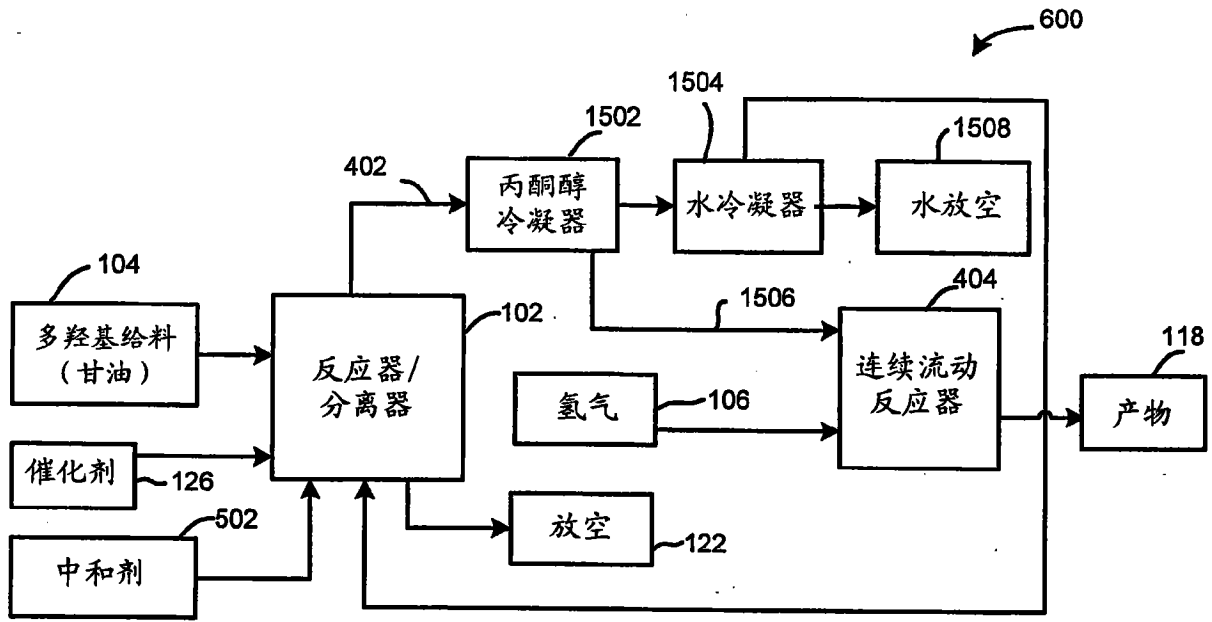 600
1504
1502
1508
402
丙酮醇
冷凝器
水冷凝器
水放空
104
1506
404
102
多羟基给料
(甘油)
反应器/
分离器
118
连续流动
反应器
氢气
106
产物
催化剂
126
502
放空
122
中和剂